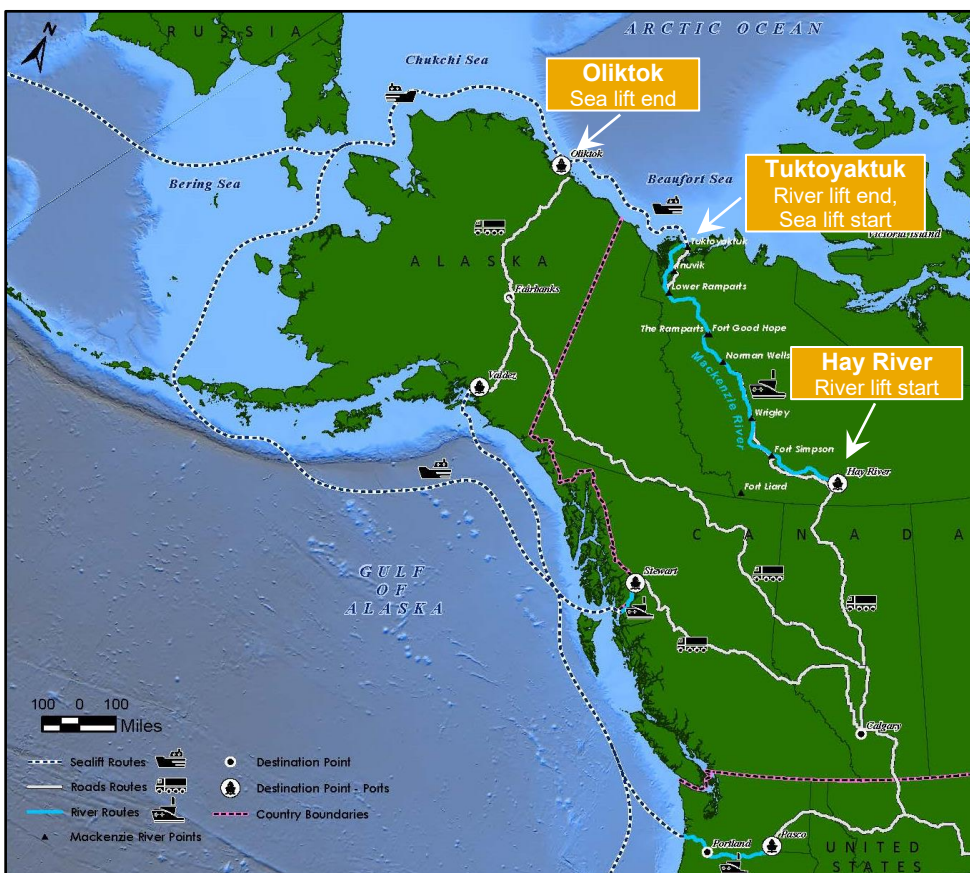 N
RUSSIA
ARCTIC OCEAN
Chukchi Sea
Oliktok
Sea lift end
Oliktok
Bering Sea
Beaufort Sea
Tuktoyaktuk
River lift end,
Sea lift start
Victoria Island
Tuktoyaktuk
ALASKA
Inuvik
Lower Ramparts
Fairbanks
The Ramparts
Fort Good Hope
Norman Wells
Mackenzie River
Hay River
River lift start
Valdez
Wrigley
Fort Simpson
Hay River
Fort Liard
CANADA
GULF
OF
ALASKA
Stewart
100 0 100
Miles
Calgary
Sealift Routes
Destination Point
Roads Routes
Destination Point - Ports
River Routes
Country Boundaries
Mackenzie River Points
Portland
Pasco
UNITED
STATES